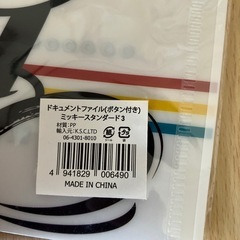 ドキュメントファイル(ボタン付き)
ミッキースタンダード3
材質:PP
輸入元:K.S.C.LTD
06-4301-8010
4 941829 006490
MADE IN CHINA